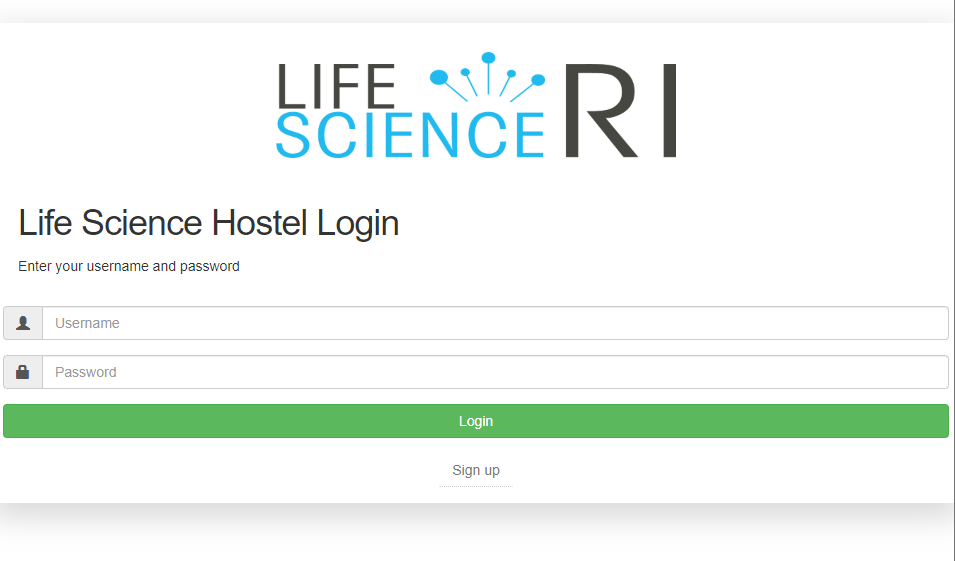 LIFE
SCIENCE RI
Life Science Hostel Login
Enter your username and password
Username
Password
Login
Sign up